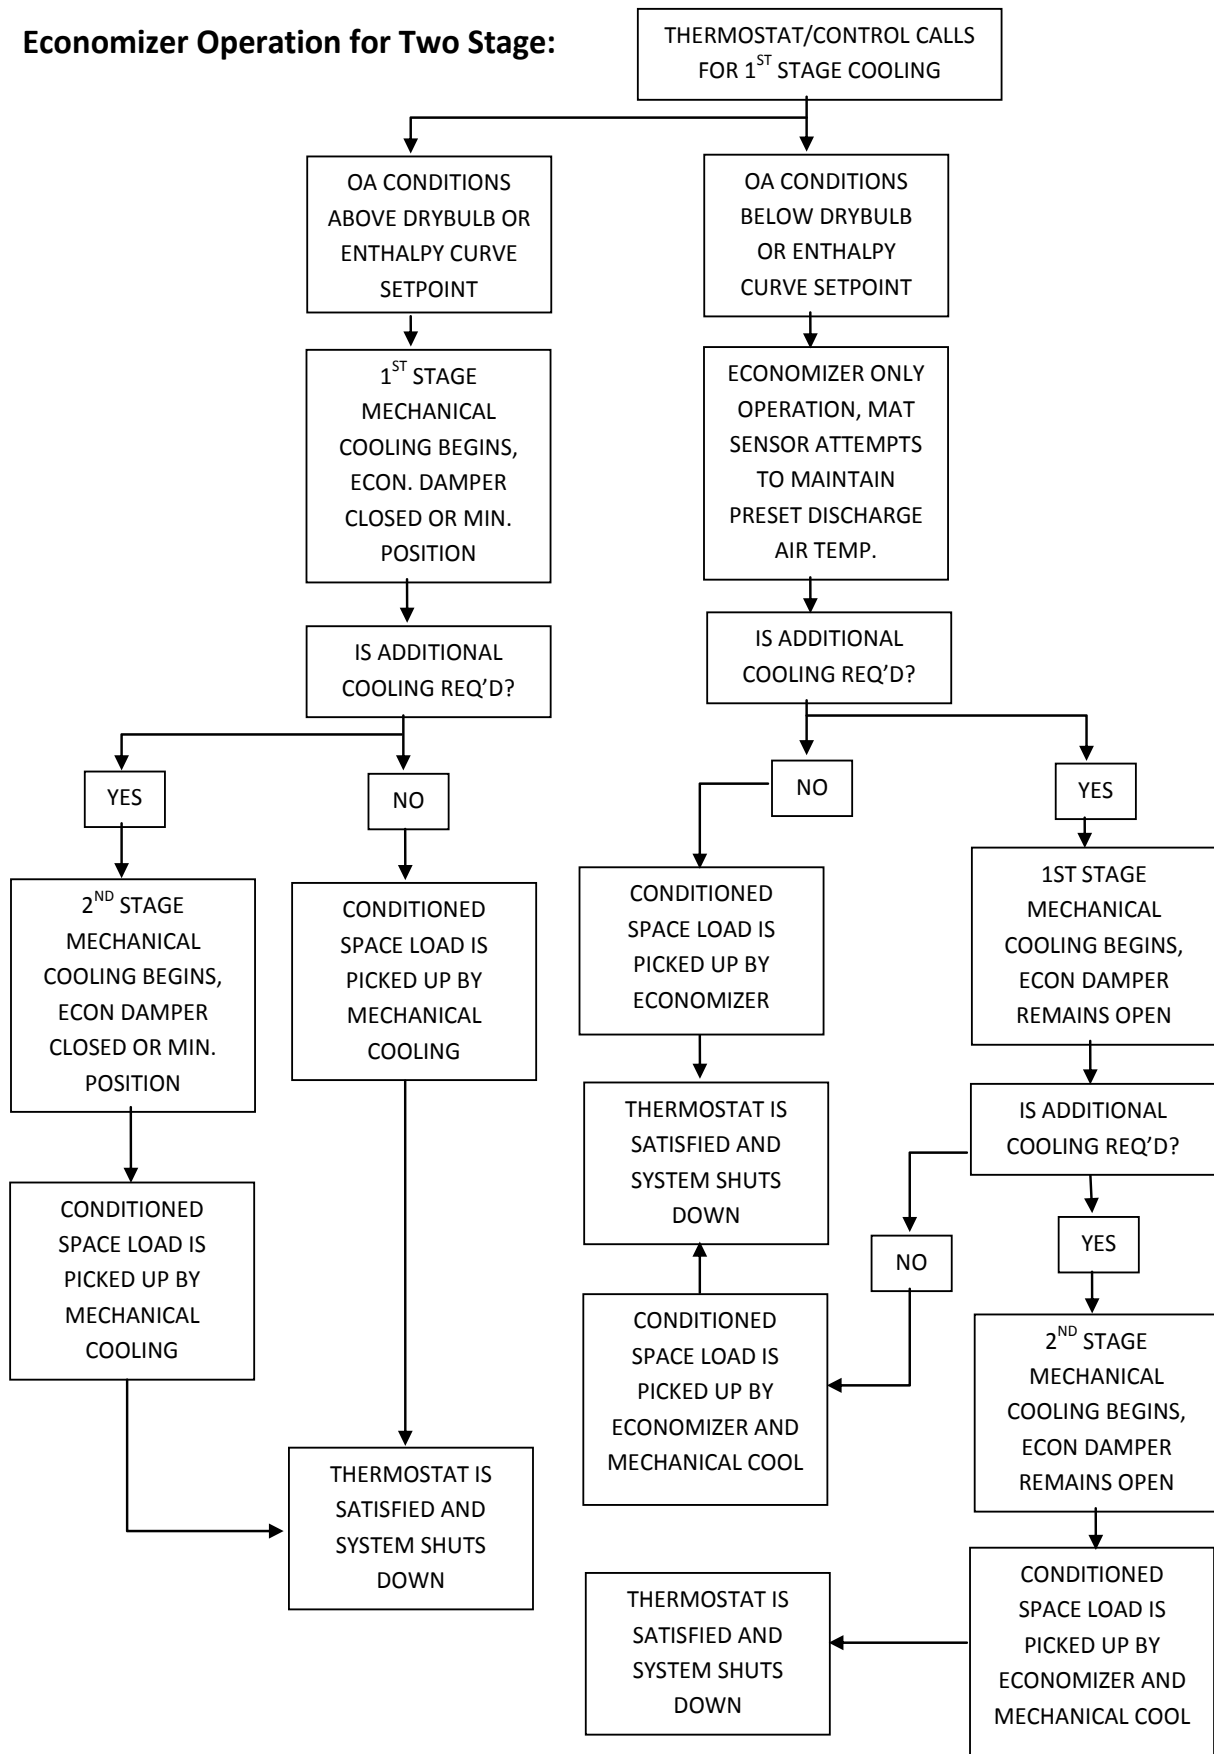 Economizer Operation for Two Stage:
THERMOSTAT/CONTROL CALLS
FOR 1ST STAGE COOLING
OA CONDITIONS
ABOVE DRYBULB OR
ENTHALPY CURVE
SETPOINT
OA CONDITIONS
BELOW DRYBULB
OR ENTHALPY
CURVE SETPOINT
1ST STAGE
MECHANICAL
COOLING BEGINS,
ECON. DAMPER
CLOSED OR MIN.
POSITION
ECONOMIZER ONLY
OPERATION, MAT
SENSOR ATTEMPTS
TO MAINTAIN
PRESET DISCHARGE
AIR TEMP.
IS ADDITIONAL
COOLING REQ’D?
IS ADDITIONAL
COOLING REQ’D?
YES
NO
NO
YES
2ND STAGE
MECHANICAL
COOLING BEGINS,
ECON DAMPER
CLOSED OR MIN.
POSITION
CONDITIONED
SPACE LOAD IS
PICKED UP BY
MECHANICAL
COOLING
CONDITIONED
SPACE LOAD IS
PICKED UP BY
ECONOMIZER
1ST STAGE
MECHANICAL
COOLING BEGINS,
ECON DAMPER
REMAINS OPEN
THERMOSTAT IS
SATISFIED AND
SYSTEM SHUTS
DOWN
IS ADDITIONAL
COOLING REQ’D?
CONDITIONED
SPACE LOAD IS
PICKED UP BY
MECHANICAL
COOLING
NO
YES
CONDITIONED
SPACE LOAD IS
PICKED UP BY
ECONOMIZER AND
MECHANICAL COOL
2ND STAGE
MECHANICAL
COOLING BEGINS,
ECON DAMPER
REMAINS OPEN
THERMOSTAT IS
SATISFIED AND
SYSTEM SHUTS
DOWN
THERMOSTAT IS
SATISFIED AND
SYSTEM SHUTS
DOWN
CONDITIONED
SPACE LOAD IS
PICKED UP BY
ECONOMIZER AND
MECHANICAL COOL